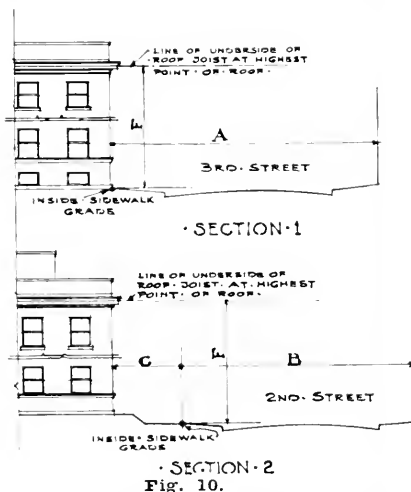 LINE OF UNDERSIDE OF
ROOF JOIST AT HIGHEST
POINT OF ROOF.
F
A
3RD. STREET
INSIDE SIDEWALK
GRADE
· SECTION · 1
LINE OF UNDERSIDE OF
ROOF JOIST AT HIGHEST
POINT OF ROOF.
C
F
B
2ND. STREET
INSIDE SIDEWALK
GRADE
· SECTION · 2
Fig. 10.